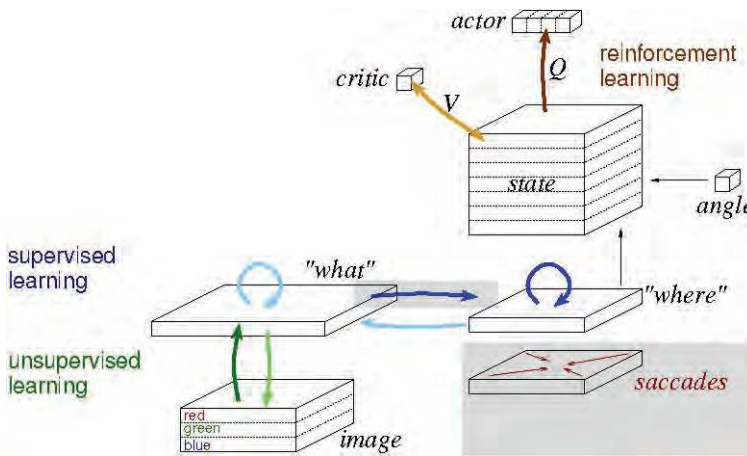 actor
reinforcement
learning
critic
Q
V
state
angle
supervised
learning
"what"
"where"
unsupervised
learning
saccades
red
green
blue
image